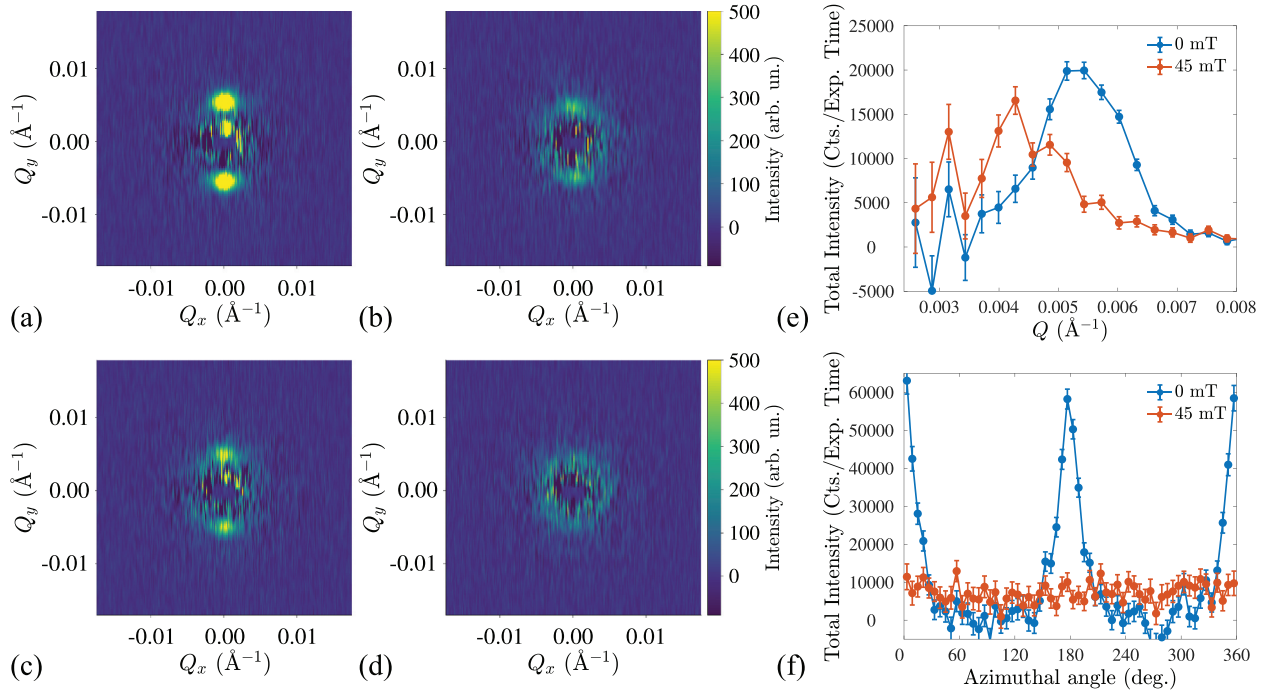 500
400
300
200
100
0
Intensity (arb. un.)
0.01
0.00
-0.01
Q_y (Å⁻¹)
-0.01
0.00
0.01
Q_x (Å⁻¹)
(a)
0.01
0.00
-0.01
Q_y (Å⁻¹)
-0.01
0.00
0.01
Q_x (Å⁻¹)
(b)
25000
20000
15000
10000
5000
0
-5000
Total Intensity (Cts./Exp. Time)
0 mT
45 mT
0.003
0.004
0.005
0.006
0.007
0.008
Q (Å⁻¹)
(e)
500
400
300
200
100
0
Intensity (arb. un.)
0.01
0.00
-0.01
Q_y (Å⁻¹)
-0.01
0.00
0.01
Q_x (Å⁻¹)
(c)
0.01
0.00
-0.01
Q_y (Å⁻¹)
-0.01
0.00
0.01
Q_x (Å⁻¹)
(d)
60000
50000
40000
30000
20000
10000
0
Total Intensity (Cts./Exp. Time)
0 mT
45 mT
0
60
120
180
240
300
360
Azimuthal angle (deg.)
(f)